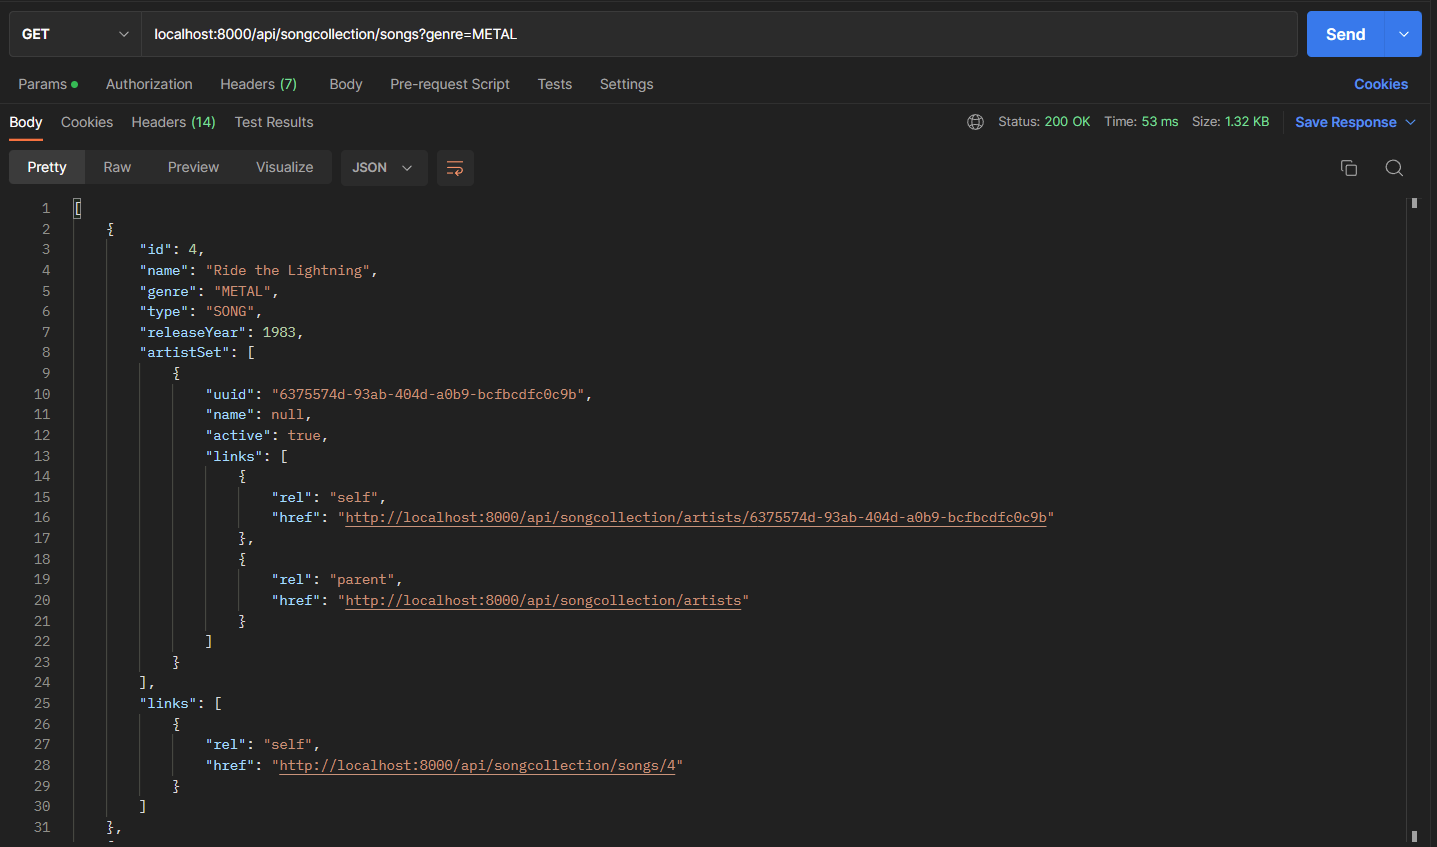 GET localhost:8000/api/songcollection/songs?genre=METAL Send
Params Authorization Headers (7) Body Pre-request Script Tests Settings Cookies
Body Cookies Headers (14) Test Results Status: 200 OK Time: 53 ms Size: 1.32 KB Save Response
Pretty Raw Preview Visualize JSON
1 [
2 {
3 "id": 4,
4 "name": "Ride the Lightning",
5 "genre": "METAL",
6 "type": "SONG",
7 "releaseYear": 1983,
8 "artistSet": [
9 {
10 "uuid": "6375574d-93ab-404d-a0b9-bcfbcdfc0c9b",
11 "name": null,
12 "active": true,
13 "links": [
14 {
15 "rel": "self",
16 "href": "http://localhost:8000/api/songcollection/artists/6375574d-93ab-404d-a0b9-bcfbcdfc0c9b"
17 },
18 {
19 "rel": "parent",
20 "href": "http://localhost:8000/api/songcollection/artists"
21 }
22 ]
23 }
24 ],
25 "links": [
26 {
27 "rel": "self",
28 "href": "http://localhost:8000/api/songcollection/songs/4"
29 }
30 ]
31 },